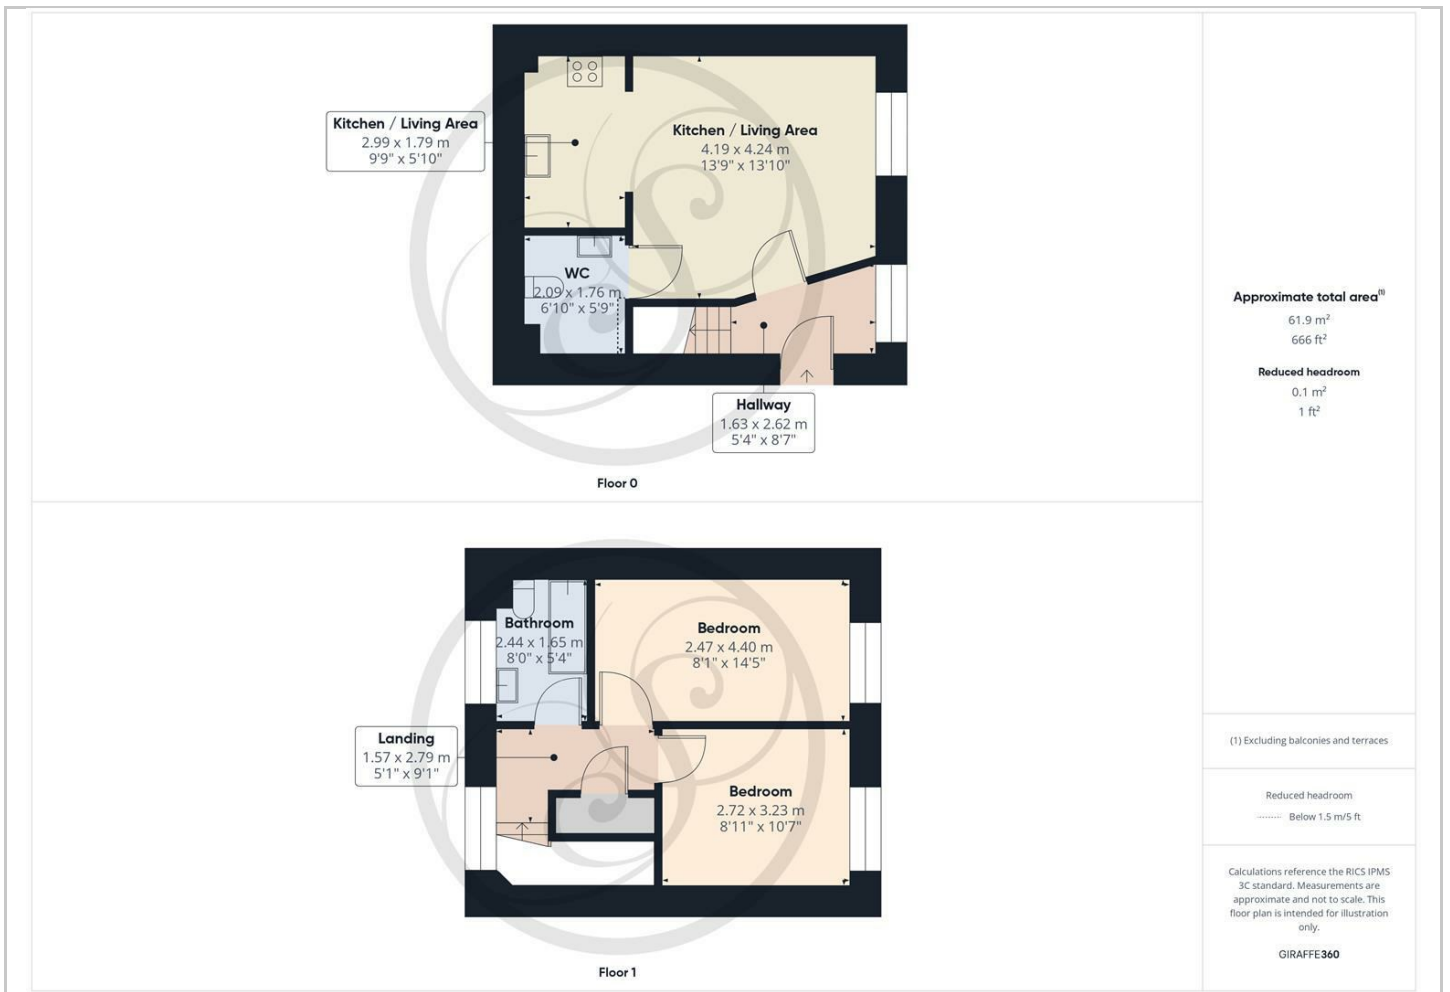 Kitchen / Living Area
2.99 x 1.79 m
9'9" x 5'10"
Kitchen / Living Area
4.19 x 4.24 m
13'9" x 13'10"
WC
2.09 x 1.76 m
6'10" x 5'9"
Hallway
1.63 x 2.62 m
5'4" x 8'7"
Floor 0
Bathroom
2.44 x 1.65 m
8'0" x 5'4"
Bedroom
2.47 x 4.40 m
8'1" x 14'5"
Landing
1.57 x 2.79 m
5'1" x 9'1"
Bedroom
2.72 x 3.23 m
8'11" x 10'7"
Floor 1
Approximate total area(1)
61.9 m²
666 ft²
Reduced headroom
0.1 m²
1 ft²
(1) Excluding balconies and terraces
Reduced headroom
Below 1.5 m/5 ft
Calculations reference the RICS IPMS
3C standard. Measurements are
approximate and not to scale. This
floor plan is intended for illustration
only.
GIRAFFE360